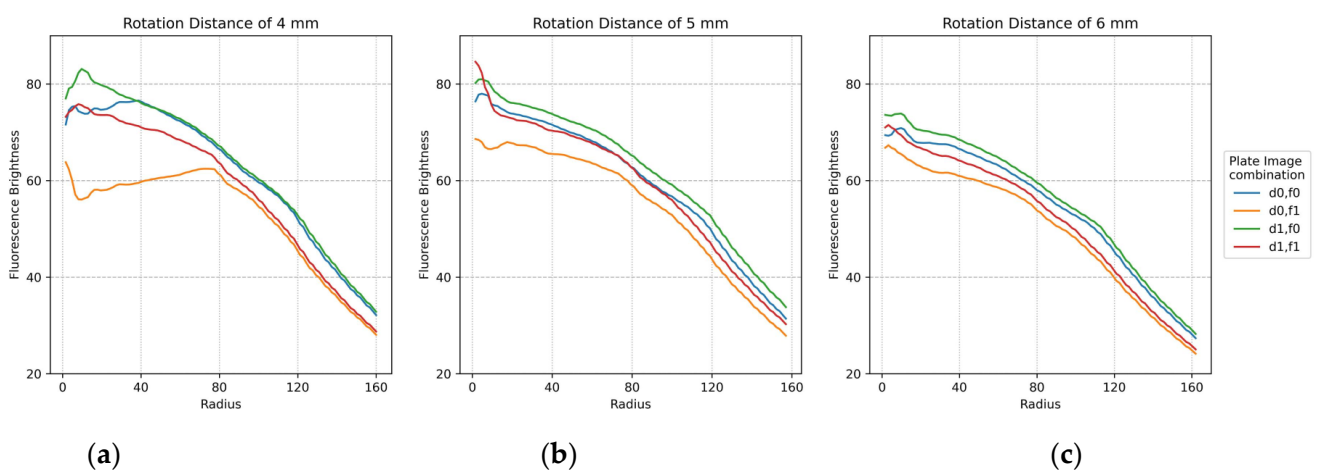 Rotation Distance of 4 mm
Fluorescence Brightness
80
60
40
20
0
40
80
120
160
Radius
(a)
Rotation Distance of 5 mm
Fluorescence Brightness
80
60
40
20
0
40
80
120
160
Radius
(b)
Rotation Distance of 6 mm
Fluorescence Brightness
80
60
40
20
0
40
80
120
160
Radius
(c)
Plate Image
combination
d0,f0
d0,f1
d1,f0
d1,f1